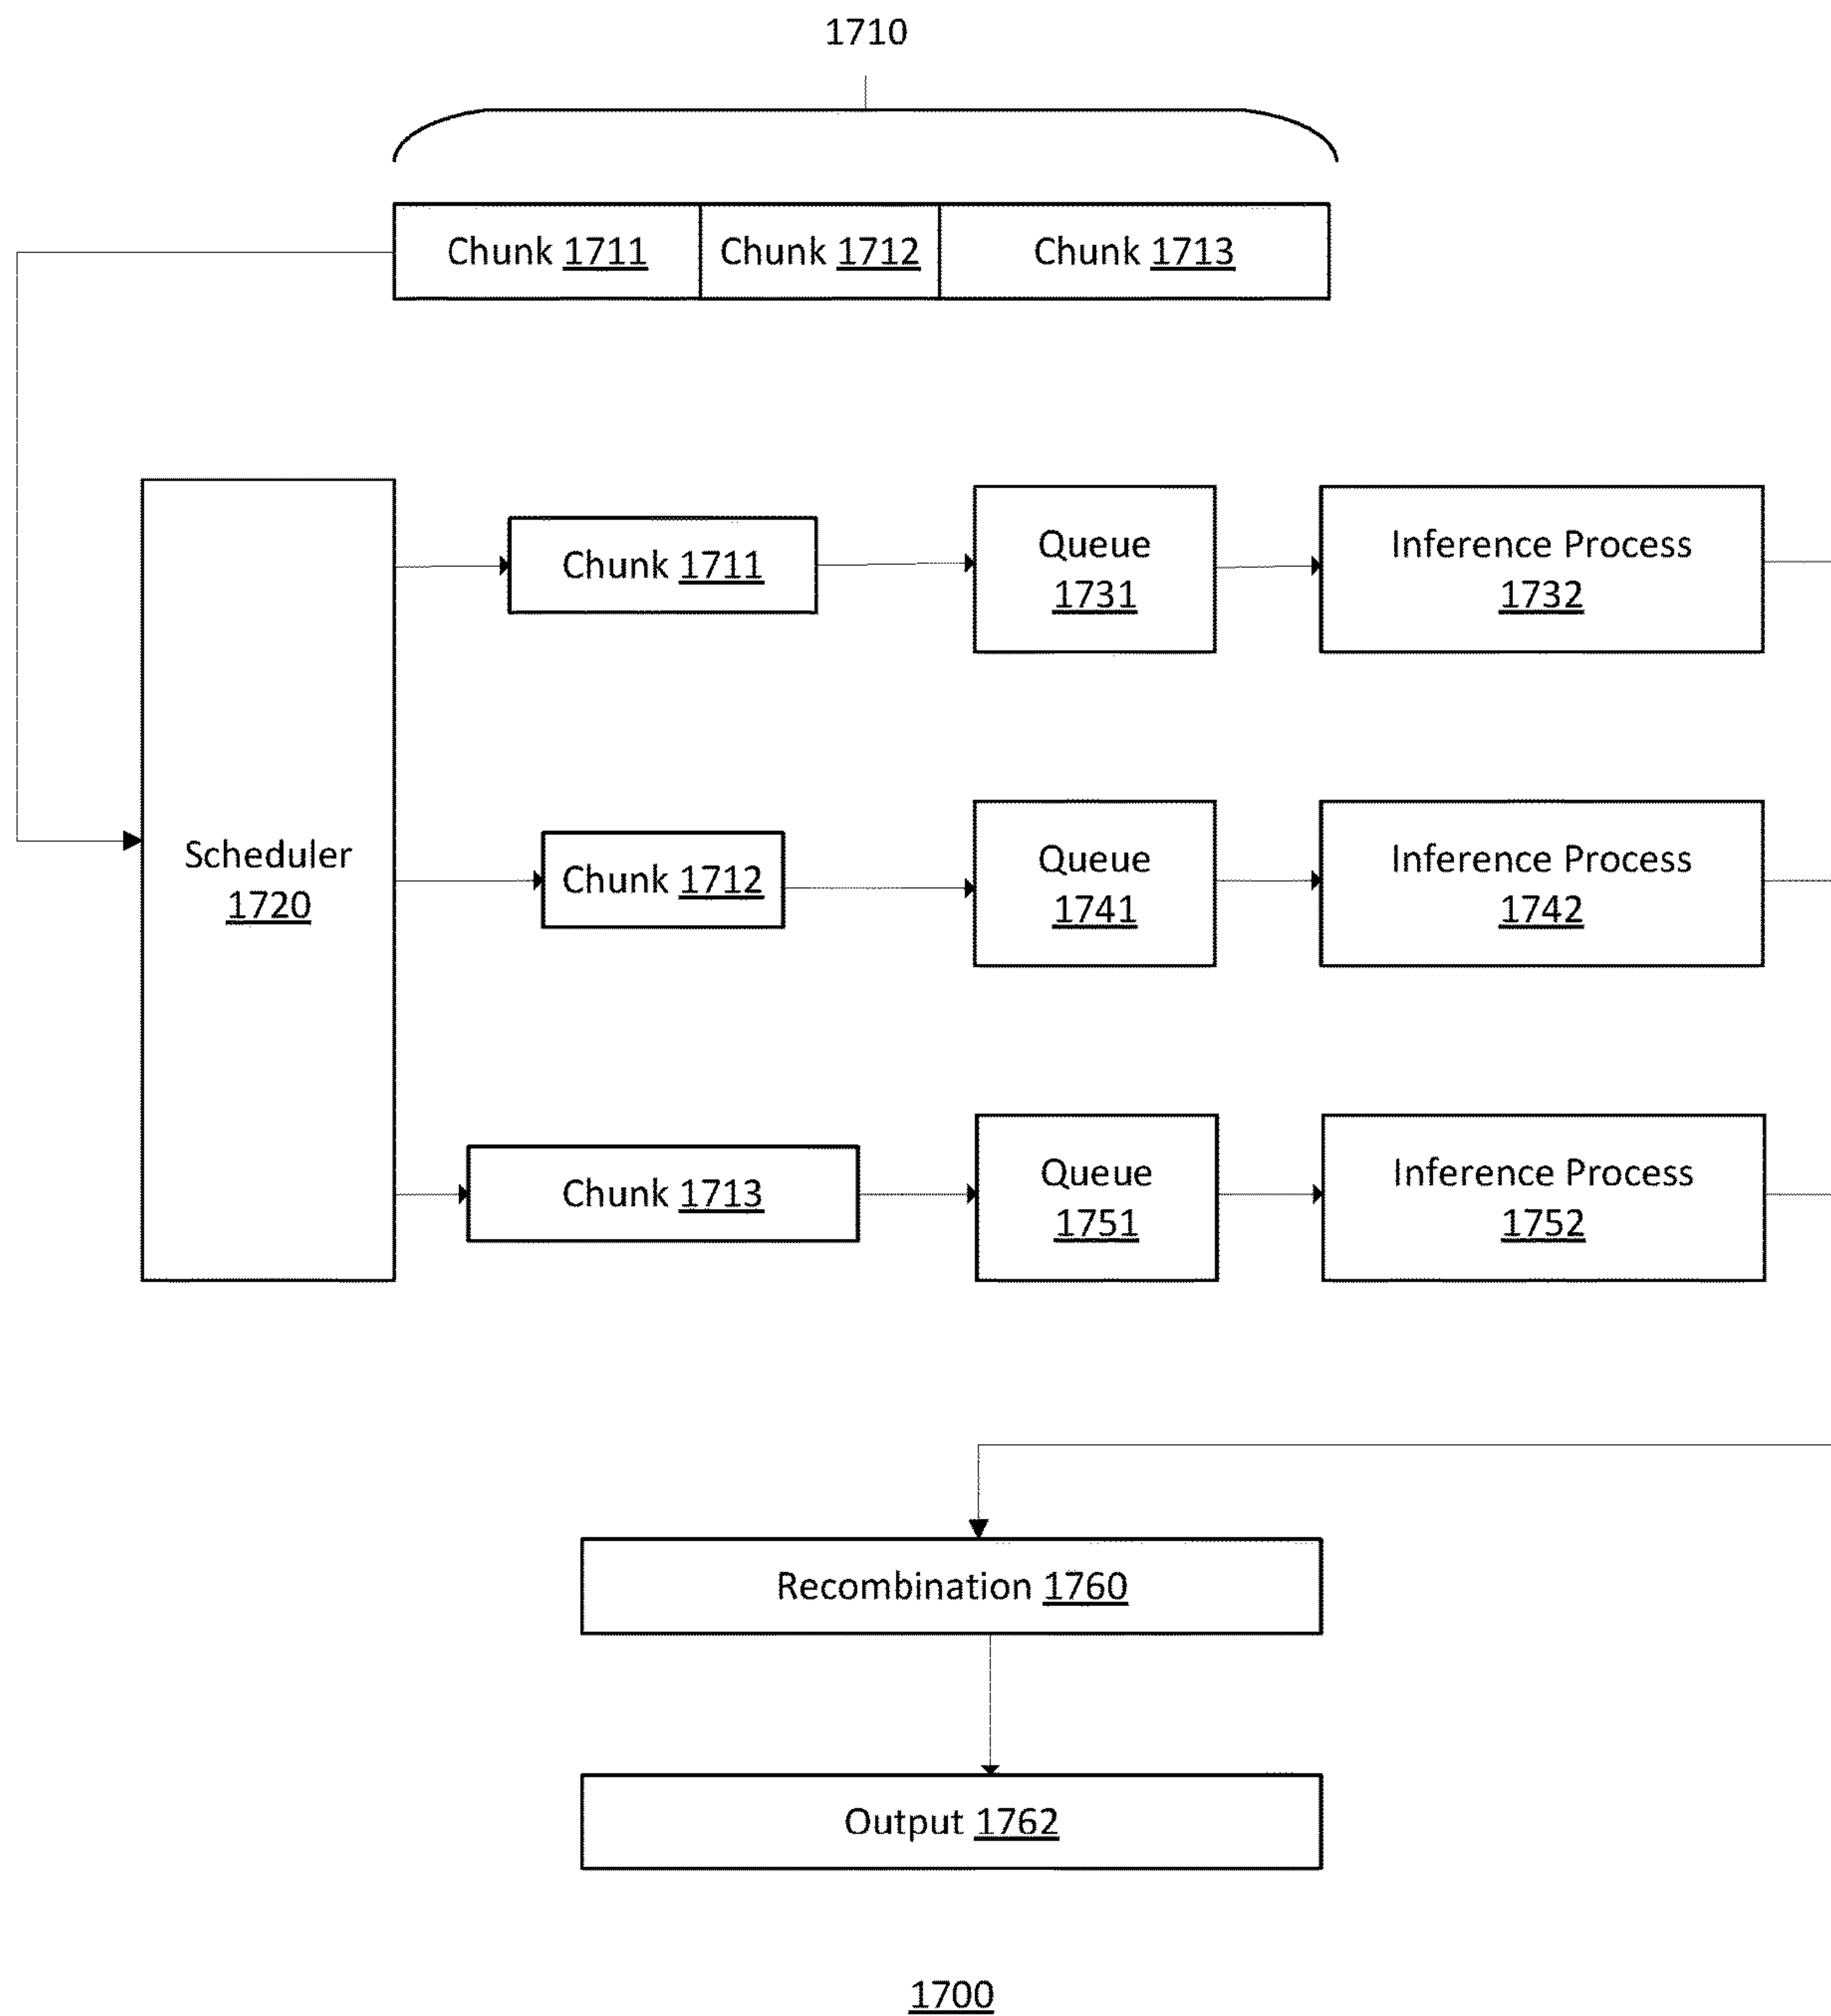 1710
Chunk 1711
Chunk 1712
Chunk 1713
Scheduler
1720
Chunk 1711
Queue
1731
Inference Process
1732
Chunk 1712
Queue
1741
Inference Process
1742
Chunk 1713
Queue
1751
Inference Process
1752
Recombination 1760
Output 1762
1700